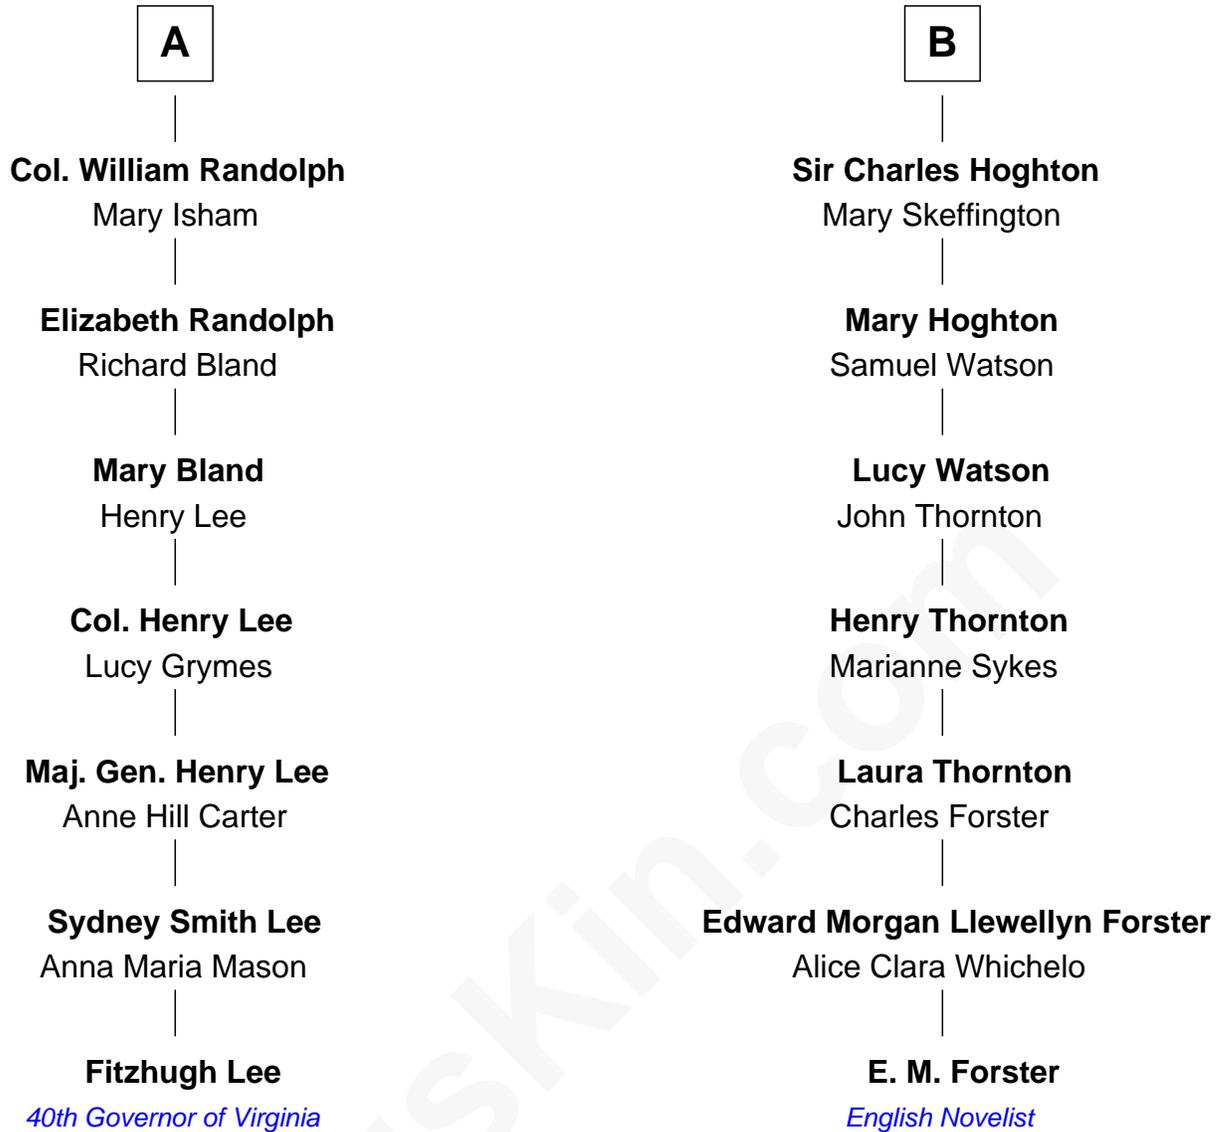 A
Col. William Randolph
Mary Isham
Elizabeth Randolph
Richard Bland
Mary Bland
Henry Lee
Col. Henry Lee
Lucy Grymes
Maj. Gen. Henry Lee
Anne Hill Carter
Sydney Smith Lee
Anna Maria Mason
Fitzhugh Lee
40th Governor of Virginia
B
Sir Charles Hoghton
Mary Skeffington
Mary Hoghton
Samuel Watson
Lucy Watson
John Thornton
Henry Thornton
Marianne Sykes
Laura Thornton
Charles Forster
Edward Morgan Llewellyn Forster
Alice Clara Whichelo
E. M. Forster
English Novelist